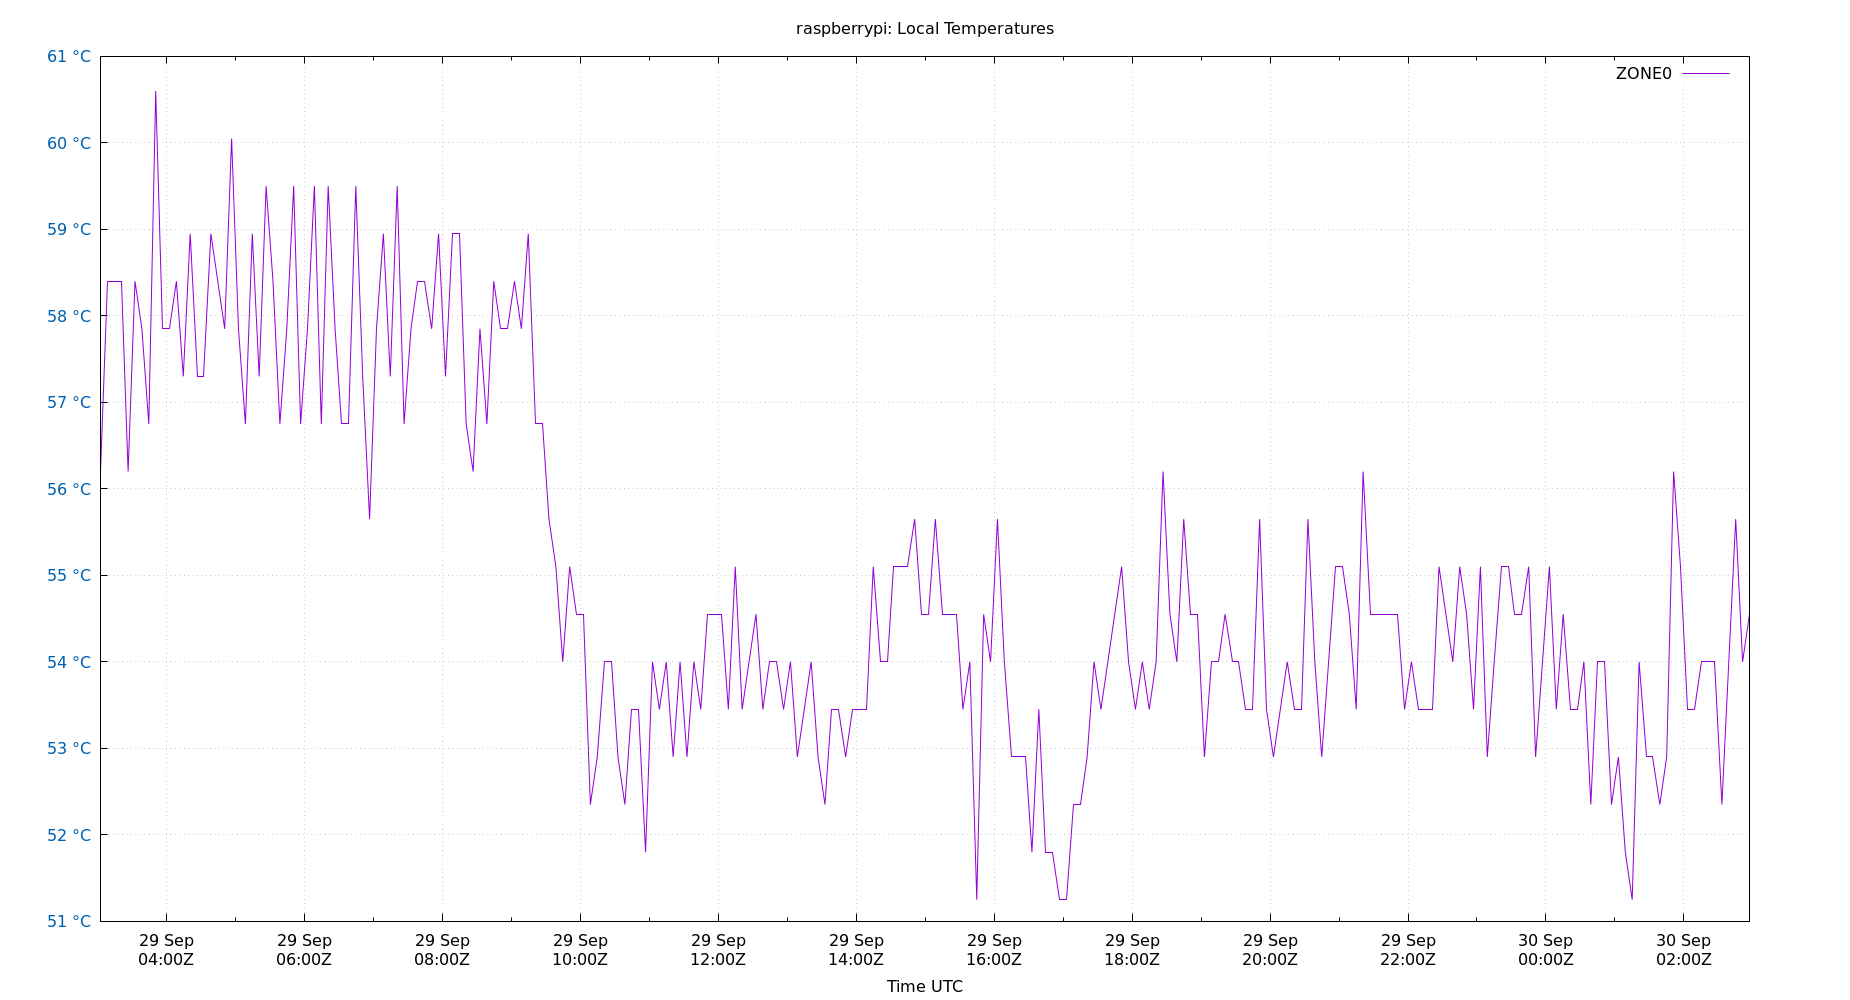 raspberrypi: Local Temperatures
61 °C
60 °C
59 °C
58 °C
57 °C
56 °C
55 °C
54 °C
53 °C
52 °C
51 °C
ZONE0
29 Sep 29 Sep 29 Sep 29 Sep 29 Sep 29 Sep 29 Sep 29 Sep 29 Sep 29 Sep 30 Sep 30 Sep
04:00Z 06:00Z 08:00Z 10:00Z 12:00Z 14:00Z 16:00Z 18:00Z 20:00Z 22:00Z 00:00Z 02:00Z
Time UTC